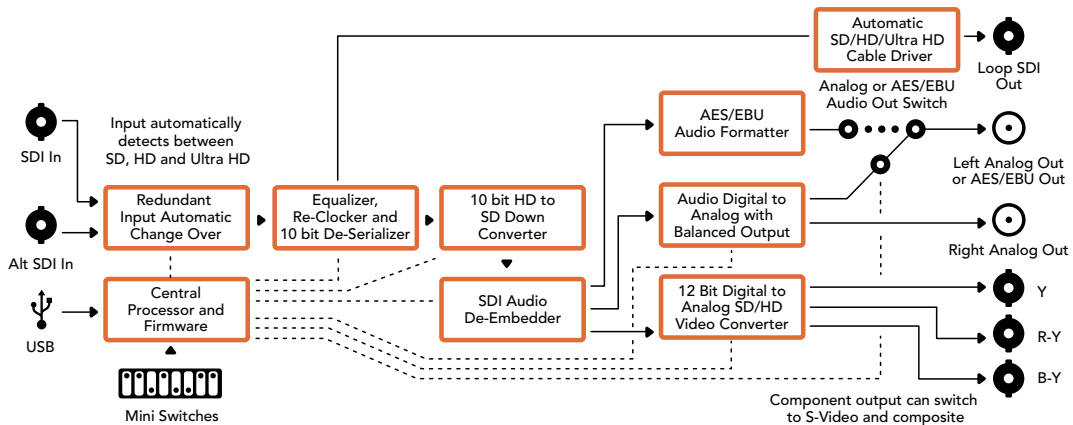 Automatic
SD/HD/Ultra HD
Cable Driver
Loop SDI
Out
Analog or AES/EBU
Audio Out Switch
AES/EBU
Audio Formatter
Input automatically
detects between
SD, HD and Ultra HD
SDI In
Left Analog Out
or AES/EBU Out
Redundant
Input Automatic
Change Over
Equalizer,
Re-Clocker and
10 bit De-Serializer
10 bit HD to
SD Down
Converter
Audio Digital to
Analog with
Balanced Output
Alt SDI In
Right Analog Out
Central
Processor and
Firmware
SDI Audio
De-Embedder
12 Bit Digital to
Analog SD/HD
Video Converter
Y
USB
R-Y
B-Y
Mini Switches
Component output can switch
to S-Video and composite